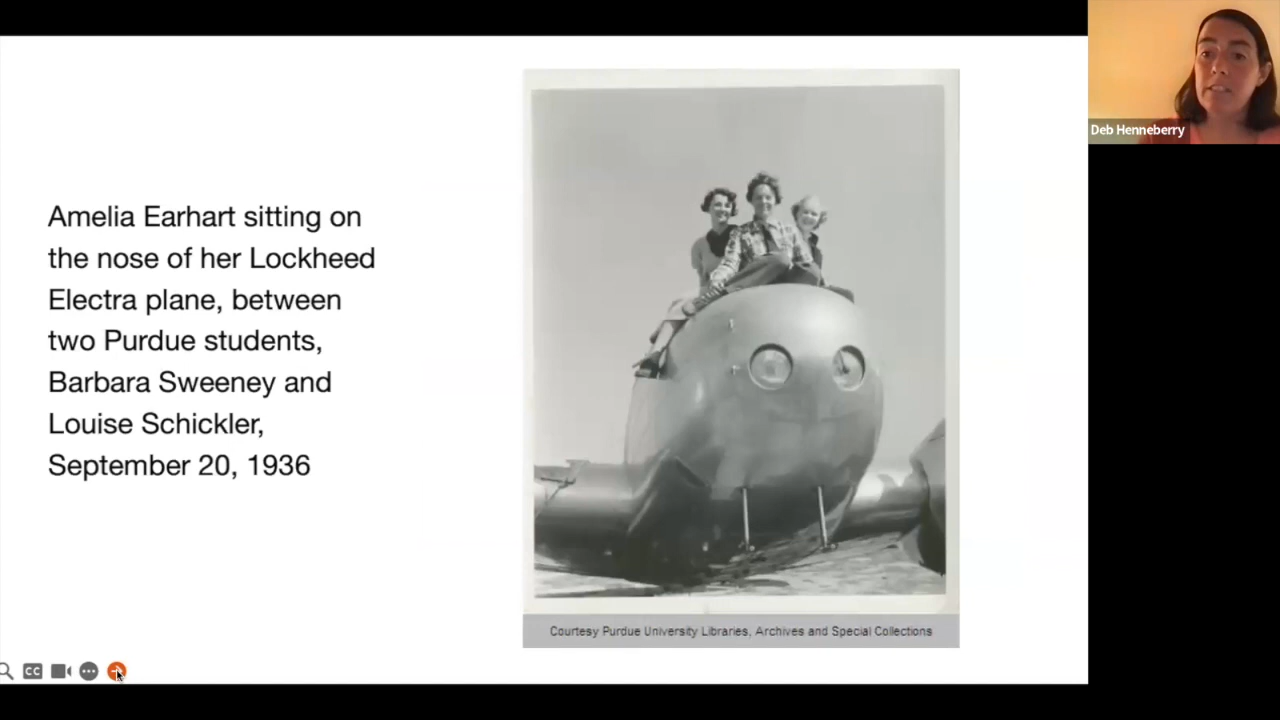 Amelia Earhart sitting on
the nose of her Lockheed
Electra plane, between
two Purdue students,
Barbara Sweeney and
Louise Schickler,
September 20, 1936
Courtesy Purdue University Libraries, Archives and Special Collections
Deb Henneberry
CC